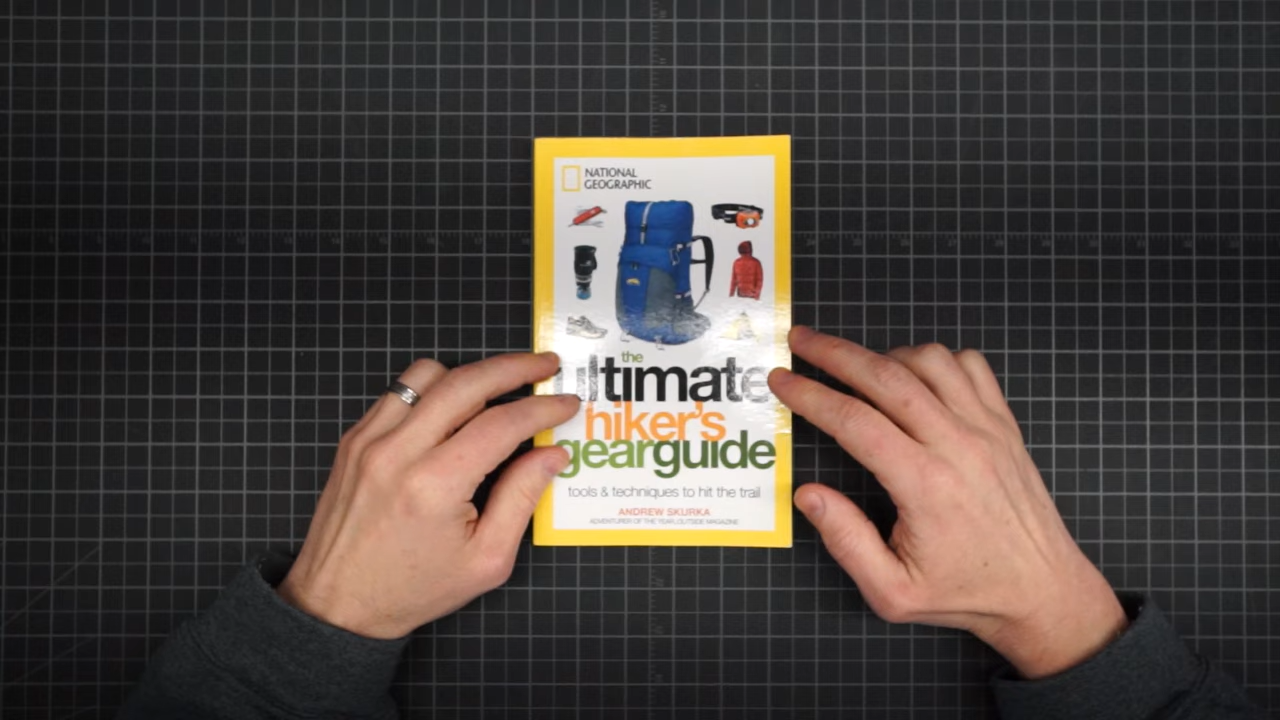 NATIONAL
GEOGRAPHIC
the
ultimate
hiker's
gearguide
tools & techniques to hit the trail
ANDREW SKURKA
ADVENTURER OF THE YEAR, OUTSIDE MAGAZINE